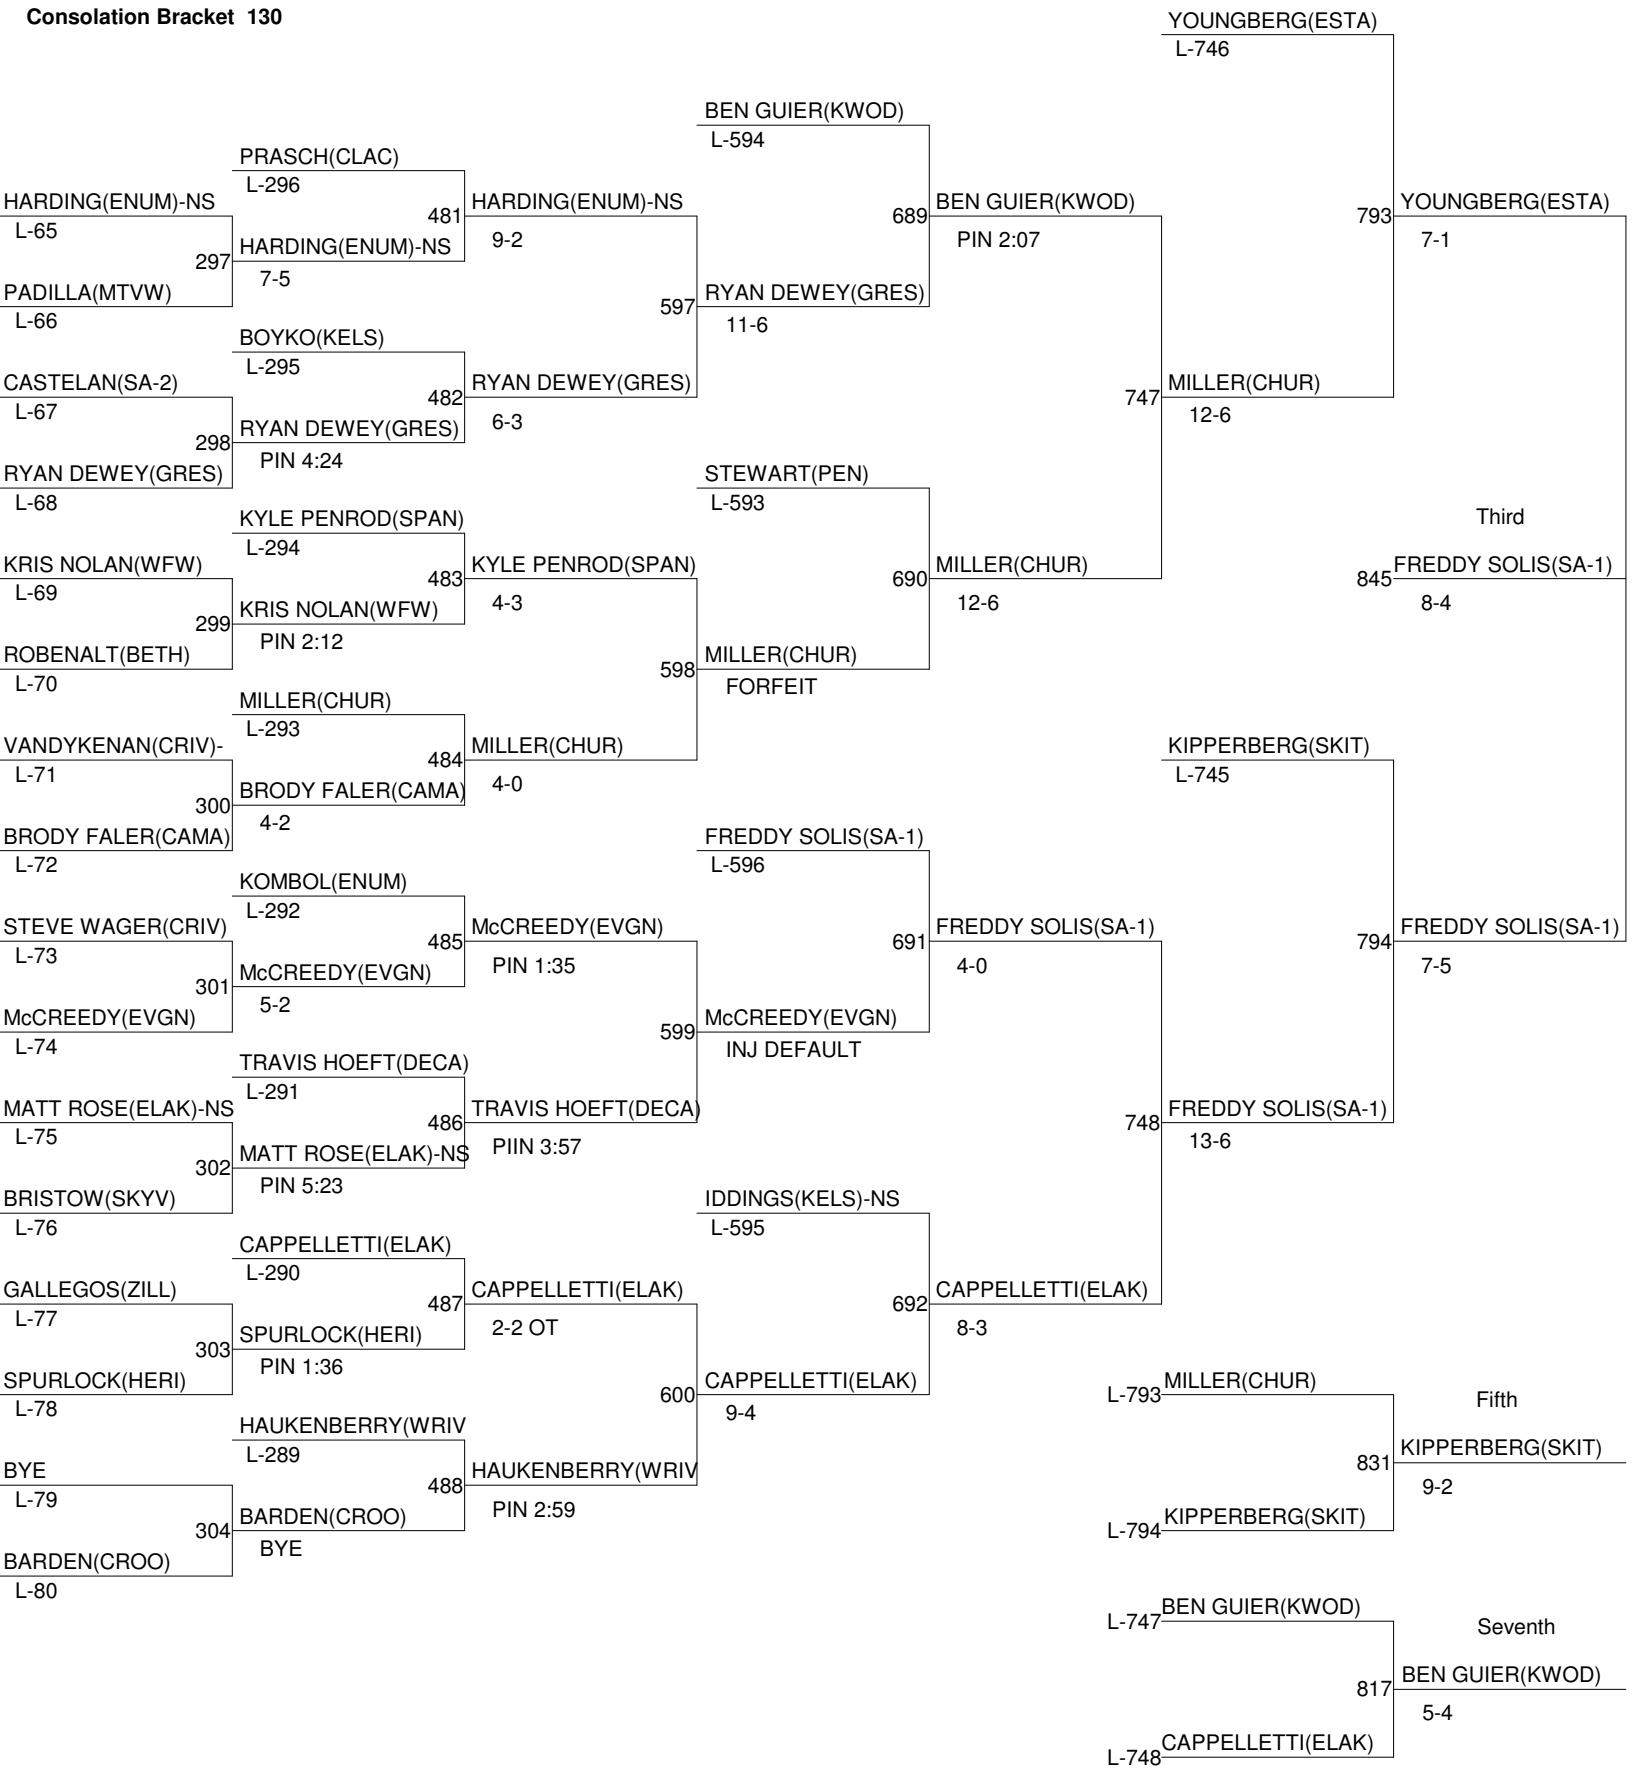 Consolation Bracket 130
YOUNGBERG(ESTA)
L-746
BEN GUIER(KWOD)
L-594
PRASCH(CLAC)
L-296
HARDING(ENUM)-NS
481
HARDING(ENUM)-NS
689
BEN GUIER(KWOD)
793
YOUNGBERG(ESTA)
L-65
9-2
PIN 2:07
7-1
297
HARDING(ENUM)-NS
7-5
PADILLA(MTVW)
597
RYAN DEWEY(GRES)
L-66
11-6
BOYKO(KELS)
L-295
CASTELAN(SA-2)
482
RYAN DEWEY(GRES)
747
MILLER(CHUR)
L-67
6-3
12-6
298
RYAN DEWEY(GRES)
PIN 4:24
RYAN DEWEY(GRES)
STEWART(PEN)
L-68
L-593
KYLE PENROD(SPAN)
Third
L-294
KRIS NOLAN(WFW)
483
KYLE PENROD(SPAN)
690
MILLER(CHUR)
845
FREDDY SOLIS(SA-1)
L-69
4-3
12-6
8-4
299
KRIS NOLAN(WFW)
PIN 2:12
ROBENALT(BETH)
598
MILLER(CHUR)
L-70
FORFEIT
MILLER(CHUR)
L-293
VANDYKENAN(CRIV)-
484
MILLER(CHUR)
KIPPERBERG(SKIT)
L-71
4-0
L-745
300
BRODY FALER(CAMA)
4-2
BRODY FALER(CAMA)
FREDDY SOLIS(SA-1)
L-72
L-596
KOMBOL(ENUM)
L-292
STEVE WAGER(CRIV)
485
McCREEDY(EVGN)
691
FREDDY SOLIS(SA-1)
794
FREDDY SOLIS(SA-1)
L-73
PIN 1:35
4-0
7-5
301
McCREEDY(EVGN)
5-2
McCREEDY(EVGN)
599
McCREEDY(EVGN)
L-74
INJ DEFAULT
TRAVIS HOEFT(DECA)
L-291
MATT ROSE(ELAK)-NS
486
TRAVIS HOEFT(DECA)
748
FREDDY SOLIS(SA-1)
L-75
PIIN 3:57
13-6
302
MATT ROSE(ELAK)-NS
PIN 5:23
BRISTOW(SKYV)
IDDINGS(KELS)-NS
L-76
L-595
CAPPELLETTI(ELAK)
L-290
GALLEGOS(ZILL)
487
CAPPELLETTI(ELAK)
692
CAPPELLETTI(ELAK)
L-77
2-2 OT
8-3
303
SPURLOCK(HERI)
PIN 1:36
SPURLOCK(HERI)
600
CAPPELLETTI(ELAK)
L-793
MILLER(CHUR)
Fifth
L-78
9-4
HAUKENBERRY(WRIV
L-289
831
KIPPERBERG(SKIT)
BYE
488
HAUKENBERRY(WRIV
9-2
L-79
PIN 2:59
304
BARDEN(CROO)
L-794
KIPPERBERG(SKIT)
BYE
BARDEN(CROO)
L-80
L-747
BEN GUIER(KWOD)
Seventh
817
BEN GUIER(KWOD)
5-4
L-748
CAPPELLETTI(ELAK)